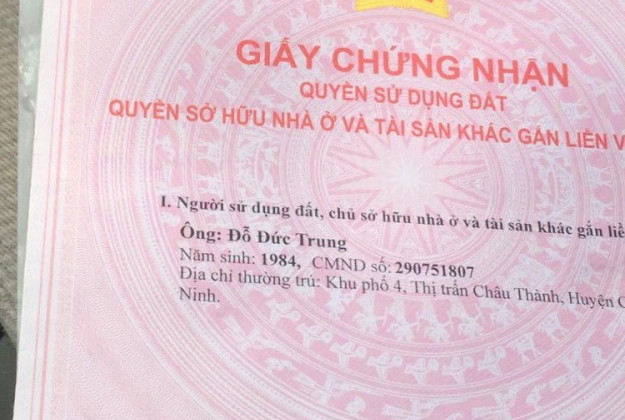 GIẤY CHỨNG NHẬN
QUYỀN SỬ DỤNG ĐẤT
QUYỀN SỞ HỮU NHÀ Ở VÀ TÀI SẢN KHÁC GẮN LIỀN V
I. Người sử dụng đất, chủ sở hữu nhà ở và tài sản khác gắn liề
Ông: Đỗ Đức Trung
Năm sinh: 1984, CMND số: 290751807
Địa chỉ thường trú: Khu phố 4, Thị trấn Châu Thành, Huyện C
Ninh.